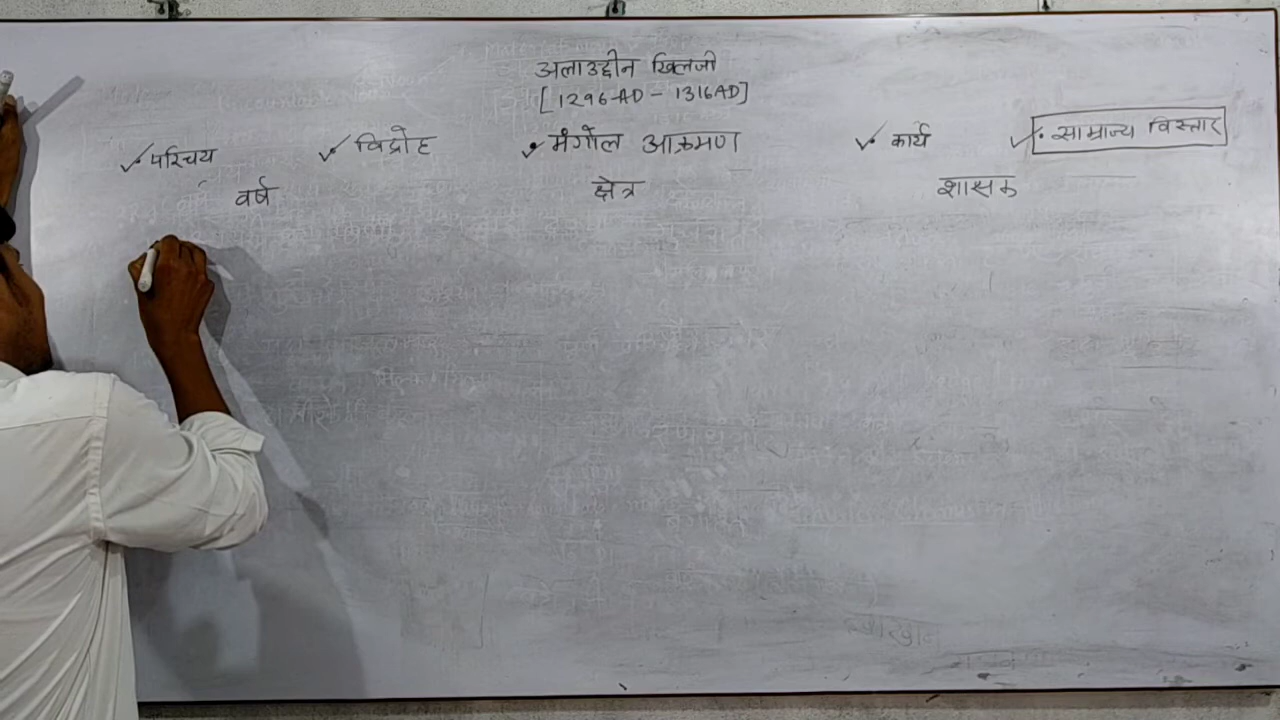 अलाउद्दीन खिलजी
[1296AD - 1316AD]
✓• परिचय ✓• विद्रोह ✓• मंगोल आक्रमण ✓• कार्य ✓• साम्राज्य विस्तार
वर्ष क्षेत्र शासक